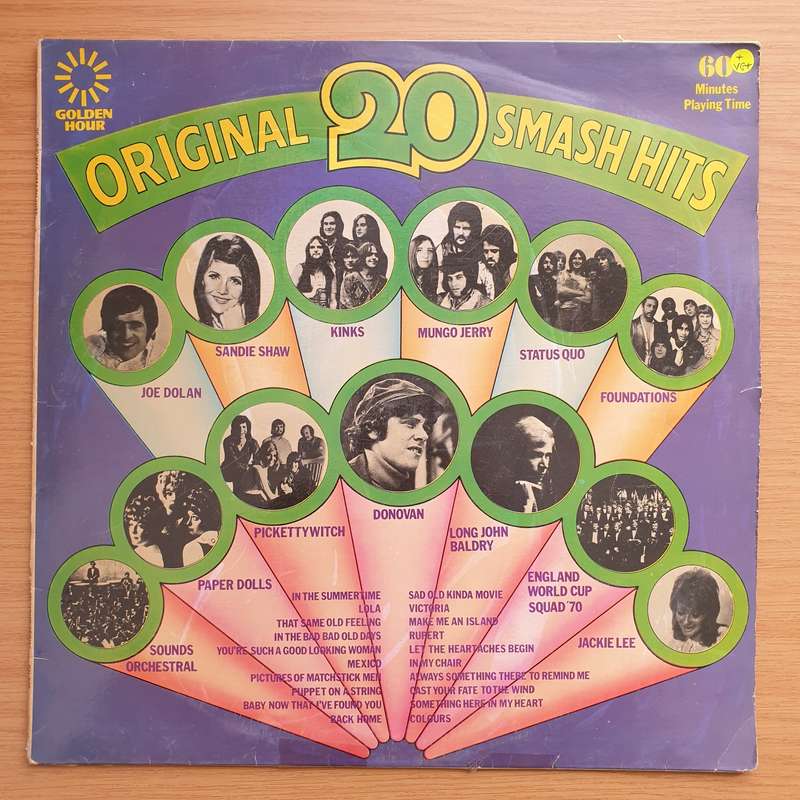 GOLDEN
HOUR
60
Minutes
Playing Time
+
VG+
ORIGINAL 20 SMASH HITS
JOE DOLAN
SANDIE SHAW
KINKS
MUNGO JERRY
STATUS QUO
FOUNDATIONS
SOUNDS
ORCHESTRAL
PAPER DOLLS
PICKETTYWITCH
DONOVAN
LONG JOHN
BALDRY
ENGLAND
WORLD CUP
SQUAD '70
JACKIE LEE
IN THE SUMMERTIME
LOLA
THAT SAME OLD FEELING
IN THE BAD BAD OLD DAYS
YOU'RE SUCH A GOOD LOOKING WOMAN
MEXICO
PICTURES OF MATCHSTICK MEN
PUPPET ON A STRING
BABY NOW THAT I'VE FOUND YOU
BACK HOME
SAD OLD KINDA MOVIE
VICTORIA
MAKE ME AN ISLAND
RUPERT
LET THE HEARTACHES BEGIN
IN MY CHAIR
ALWAYS SOMETHING THERE TO REMIND ME
CAST YOUR FATE TO THE WIND
SOMETHING HERE IN MY HEART
COLOURS